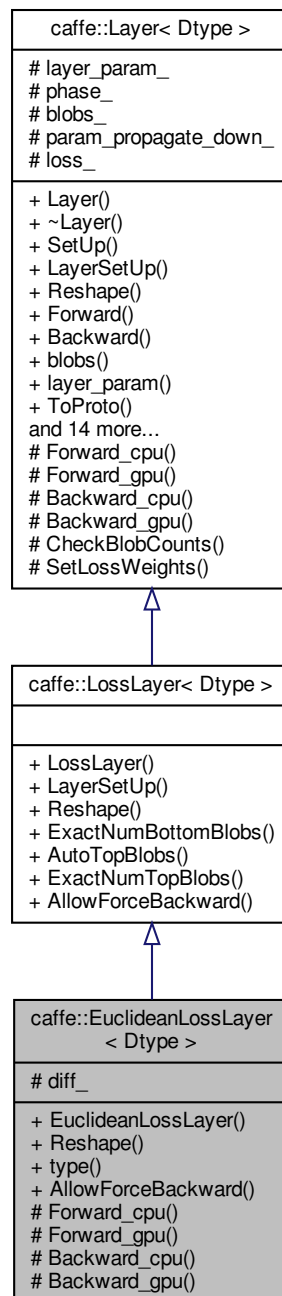 caffe::Layer< Dtype >
# layer_param_
# phase_
# blobs_
# param_propagate_down_
# loss_
+ Layer()
+ ~Layer()
+ SetUp()
+ LayerSetUp()
+ Reshape()
+ Forward()
+ Backward()
+ blobs()
+ layer_param()
+ ToProto()
and 14 more...
# Forward_cpu()
# Forward_gpu()
# Backward_cpu()
# Backward_gpu()
# CheckBlobCounts()
# SetLossWeights()
caffe::LossLayer< Dtype >
+ LossLayer()
+ LayerSetUp()
+ Reshape()
+ ExactNumBottomBlobs()
+ AutoTopBlobs()
+ ExactNumTopBlobs()
+ AllowForceBackward()
caffe::EuclideanLossLayer
< Dtype >
# diff_
+ EuclideanLossLayer()
+ Reshape()
+ type()
+ AllowForceBackward()
# Forward_cpu()
# Forward_gpu()
# Backward_cpu()
# Backward_gpu()